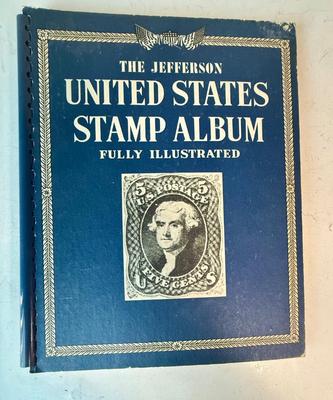 THE JEFFERSON
UNITED STATES
STAMP ALBUM
FULLY ILLUSTRATED
5 5
U.S. POSTAGE
FIVE CENTS